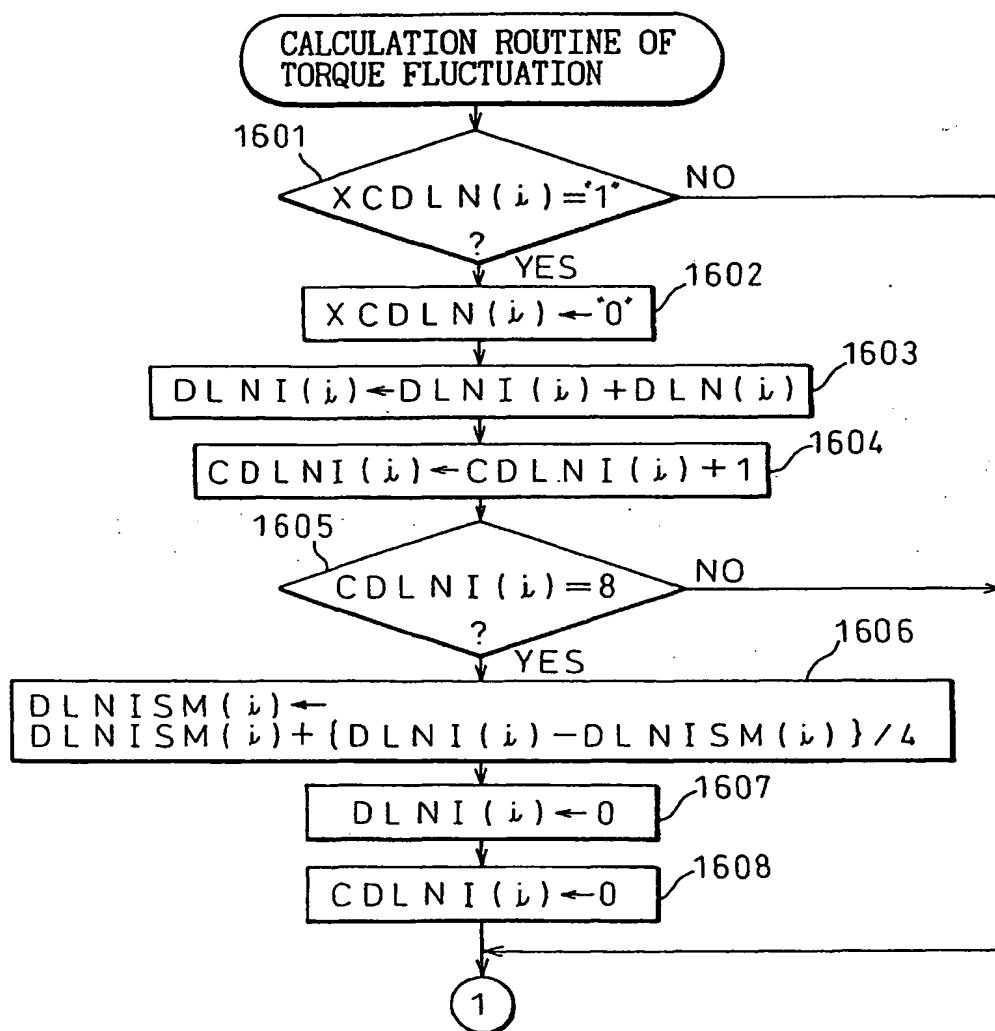 CALCULATION ROUTINE OF
TORQUE FLUCTUATION
1601
XCDLN(i)="1"
NO
?
YES
1602
XCDLN(i)←"0"
1603
DLNI(i)←DLNI(i)+DLN(i)
1604
CDLNI(i)←CDLNI(i)+1
1605
CDLNI(i)=8
NO
?
YES
1606
DLNISM(i)←
DLNISM(i)+{DLNI(i)-DLNISM(i)}/4
1607
DLNI(i)←0
1608
CDLNI(i)←0
1